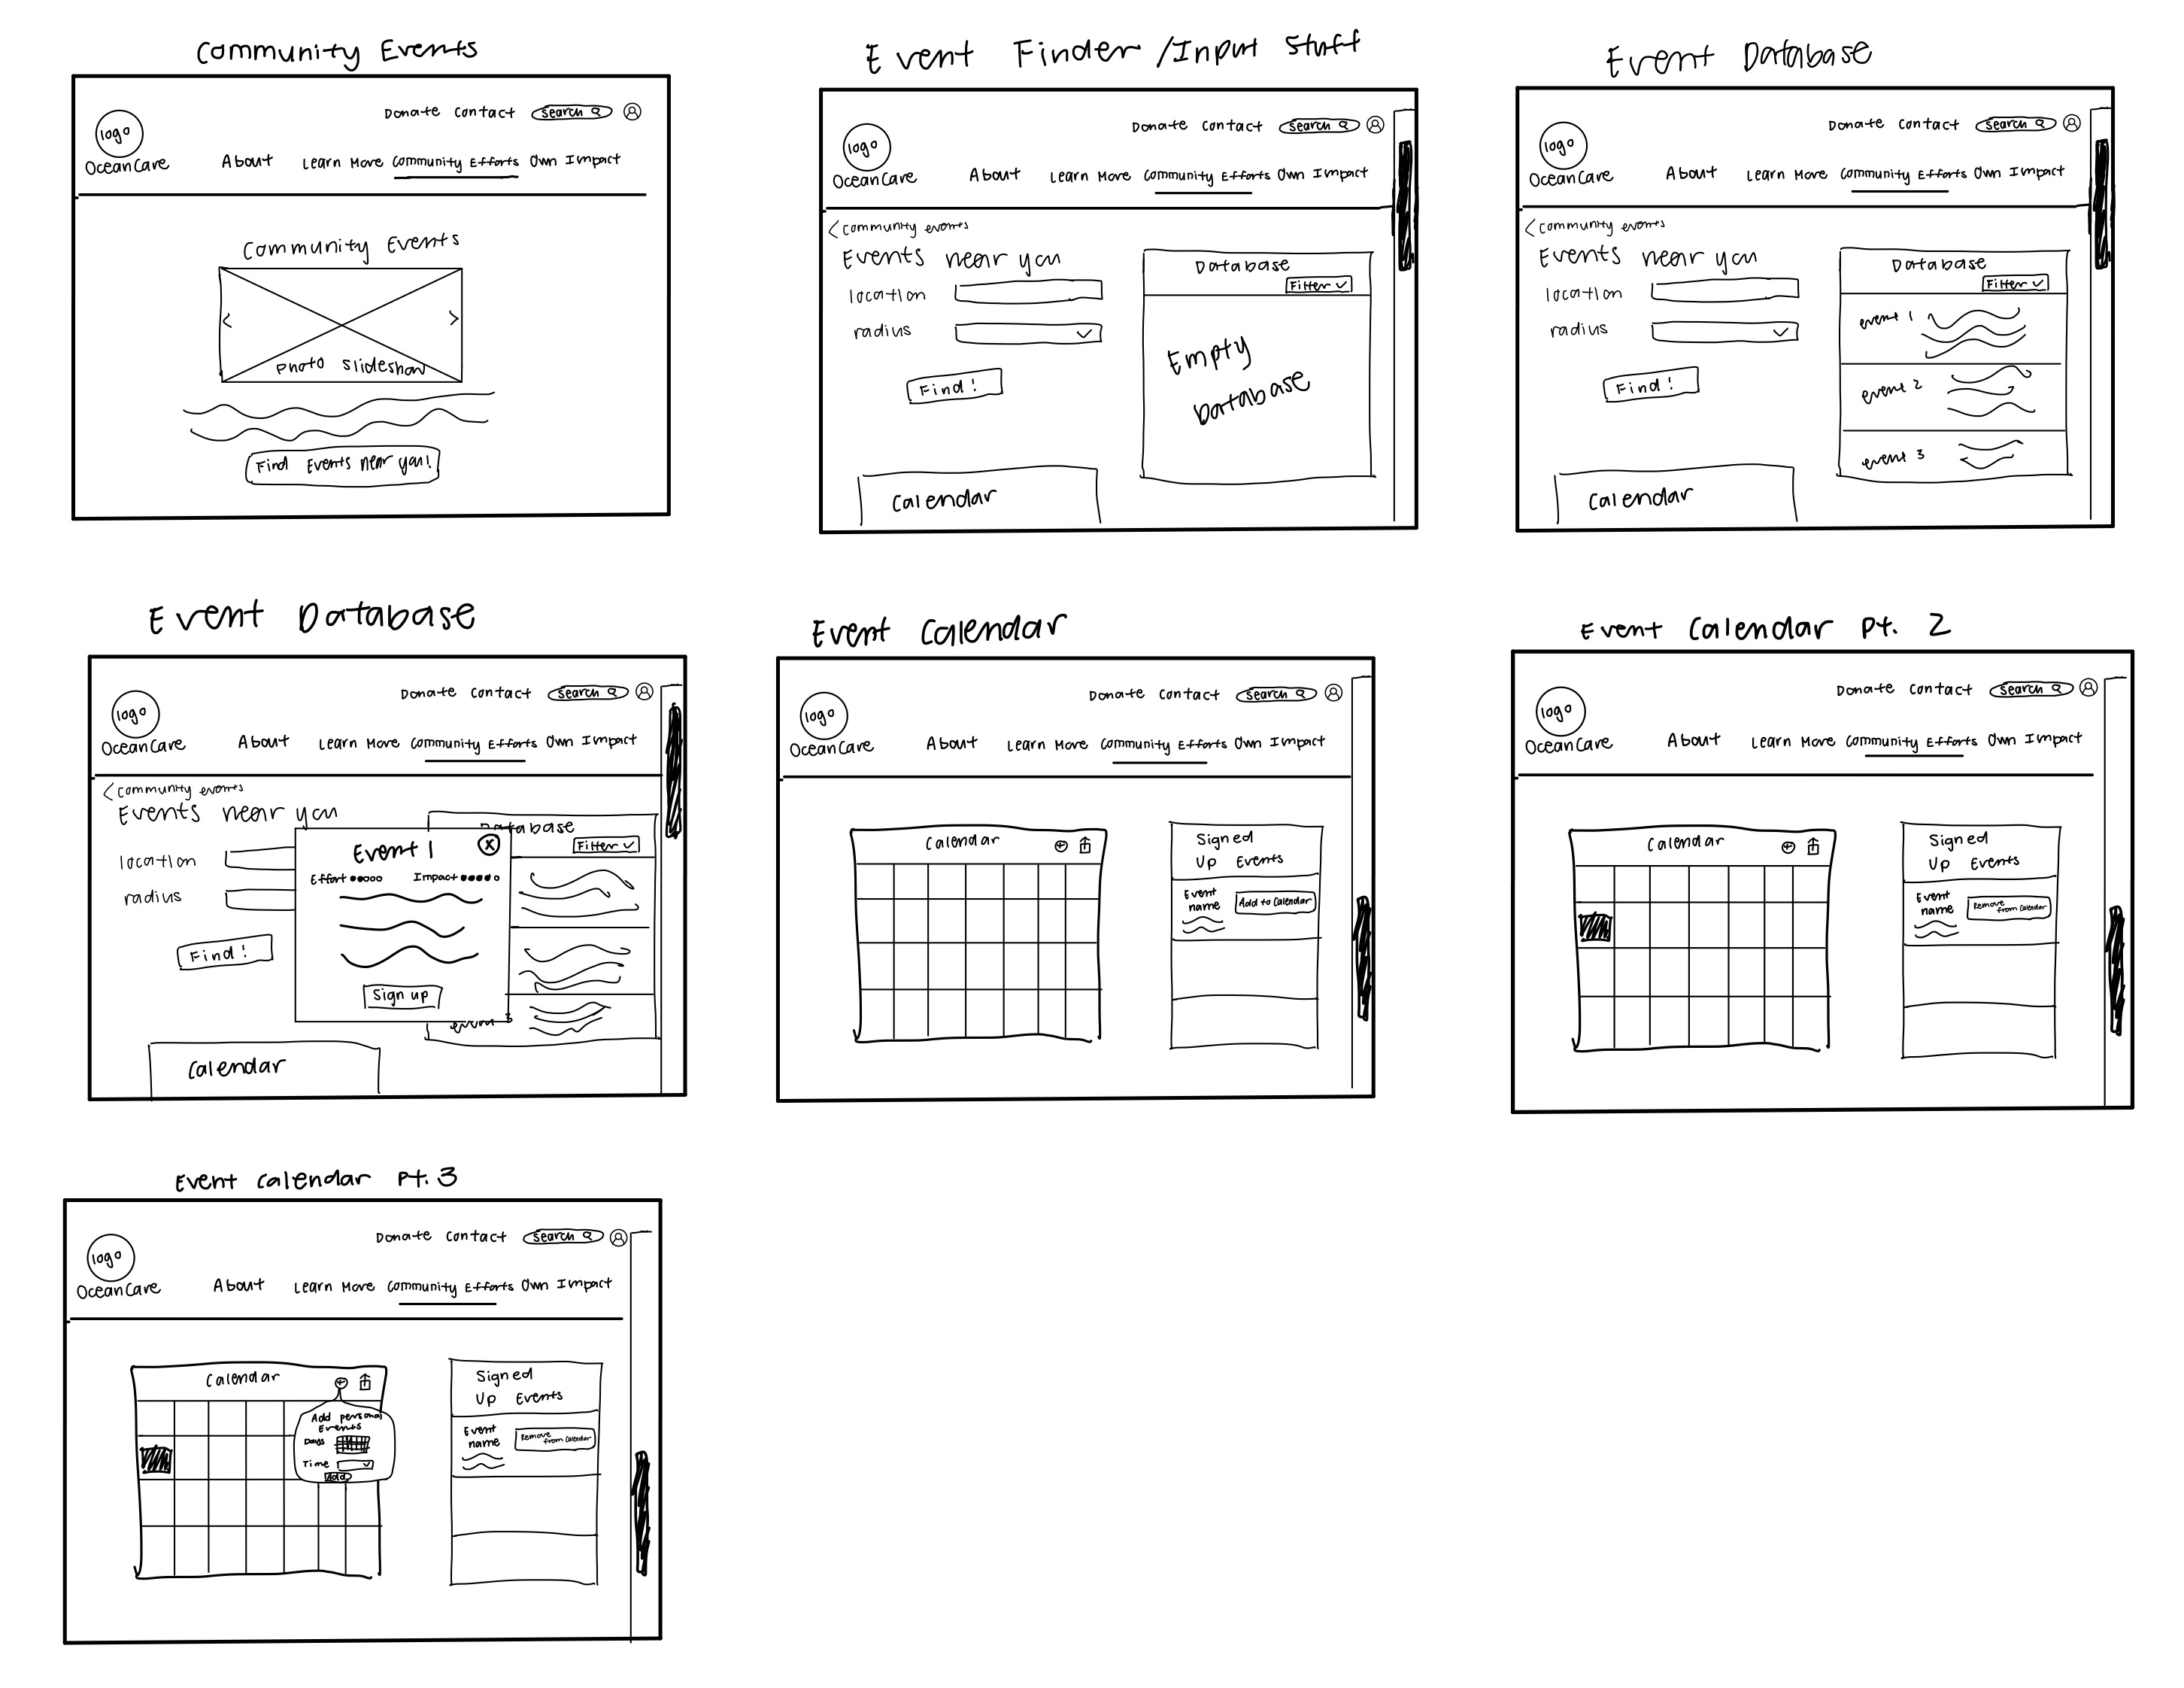 Community Events
Donate Contact Search
logo
OceanCare
About Learn More Community Efforts Own Impact
Community Events
Photo Slideshow
Find Events near you!
Event Finder/Input Stuff
Donate Contact Search
logo
OceanCare
About Learn More Community Efforts Own Impact
< Community events
Events near you
location
radius
Find!
Database
Filter
Empty
Database
Calendar
Event Database
Donate Contact Search
logo
OceanCare
About Learn More Community Efforts Own Impact
< Community events
Events near you
location
radius
Find!
Database
Filter
event 1
event 2
event 3
Calendar
Event Database
Donate Contact Search
logo
OceanCare
About Learn More Community Efforts Own Impact
< Community events
Events near you
location
radius
Find!
Database
Filter
Event 1 X
Effort Impact
Sign up
event 3
Calendar
Event Calendar
Donate Contact Search
logo
OceanCare
About Learn More Community Efforts Own Impact
Calendar
Signed
Up Events
Event
name
Add to Calendar
Event Calendar Pt. 2
Donate Contact Search
logo
OceanCare
About Learn More Community Efforts Own Impact
Calendar
Signed
Up Events
Event
name
Remove
from Calendar
Event Calendar Pt. 3
Donate Contact Search
logo
OceanCare
About Learn More Community Efforts Own Impact
Calendar
Add personal
Events
Days
Time
Add
Signed
Up Events
Event
name
Remove
from Calendar